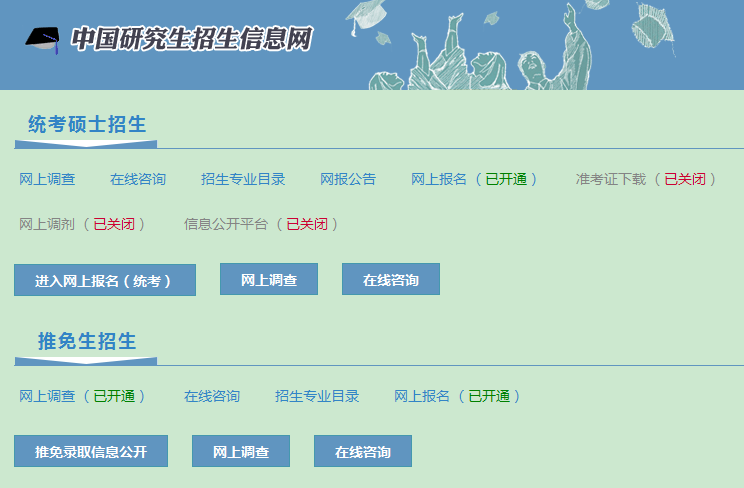 中国研究生招生信息网
统考硕士招生
网上调查 在线咨询 招生专业目录 网报公告 网上报名（已开通） 准考证下载（已关闭）
网上调剂（已关闭） 信息公开平台（已关闭）
进入网上报名（统考） 网上调查 在线咨询
推免生招生
网上调查（已开通） 在线咨询 招生专业目录 网上报名（已开通）
推免录取信息公开 网上调查 在线咨询